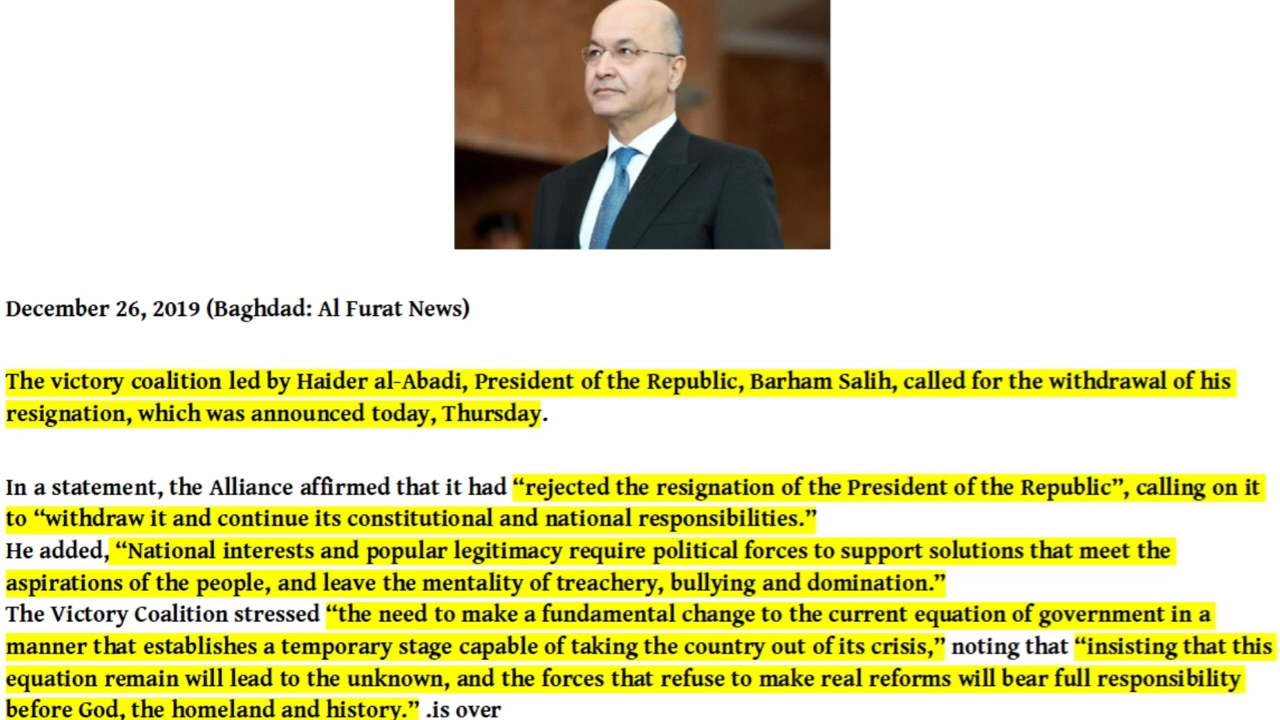 December 26, 2019 (Baghdad: Al Furat News)
The victory coalition led by Haider al-Abadi, President of the Republic, Barham Salih, called for the withdrawal of his
resignation, which was announced today, Thursday.
In a statement, the Alliance affirmed that it had “rejected the resignation of the President of the Republic”, calling on it
to “withdraw it and continue its constitutional and national responsibilities.”
He added, “National interests and popular legitimacy require political forces to support solutions that meet the
aspirations of the people, and leave the mentality of treachery, bullying and domination.”
The Victory Coalition stressed “the need to make a fundamental change to the current equation of government in a
manner that establishes a temporary stage capable of taking the country out of its crisis,” noting that “insisting that this
equation remain will lead to the unknown, and the forces that refuse to make real reforms will bear full responsibility
before God, the homeland and history.” .is over